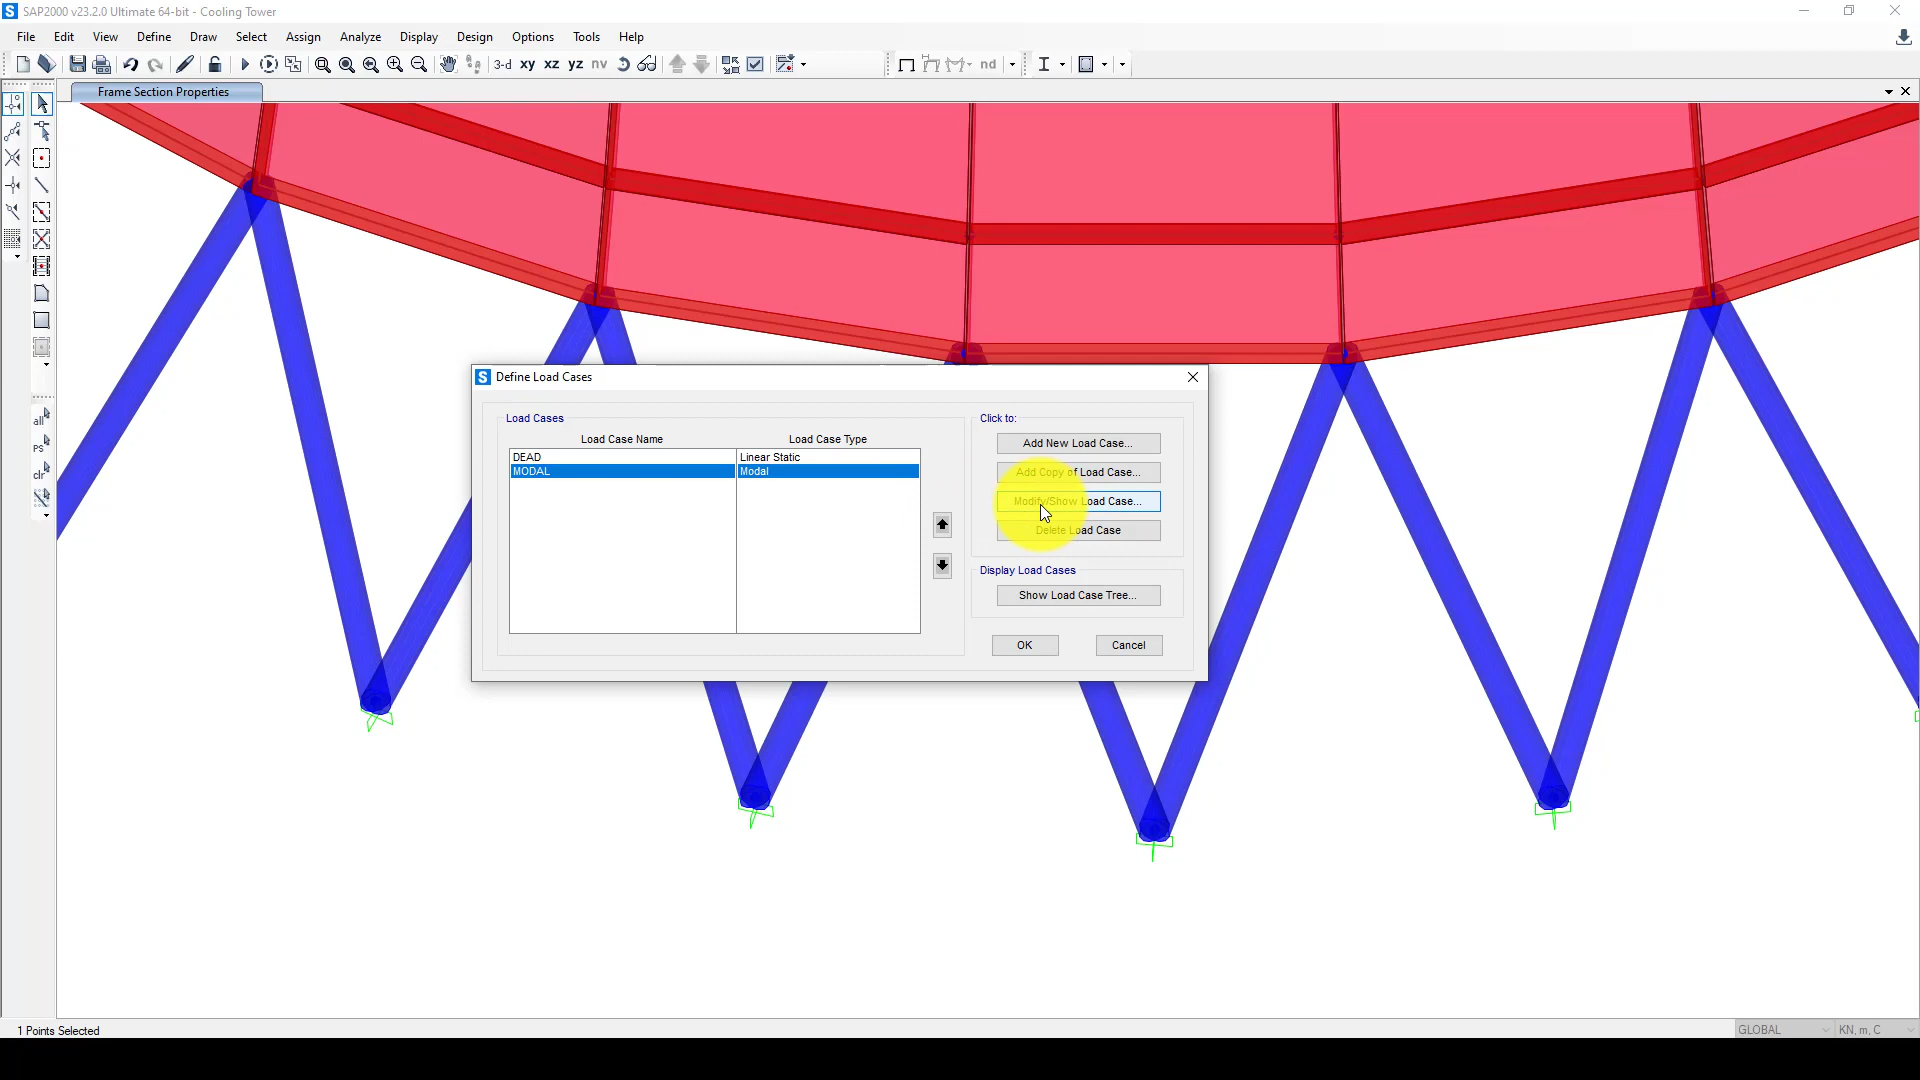 SAP2000 v23.2.0 Ultimate 64-bit - Cooling Tower
File Edit View Define Draw Select Assign Analyze Display Design Options Tools Help
3-d xy xz yz nv nd
Frame Section Properties
all
ps
clr
Define Load Cases
Load Cases
Load Case Name Load Case Type
DEAD Linear Static
MODAL Modal
Click to:
Add New Load Case...
Add Copy of Load Case...
Modify/Show Load Case...
Delete Load Case
Display Load Cases
Show Load Case Tree...
OK Cancel
1 Points Selected
GLOBAL KN, m, C